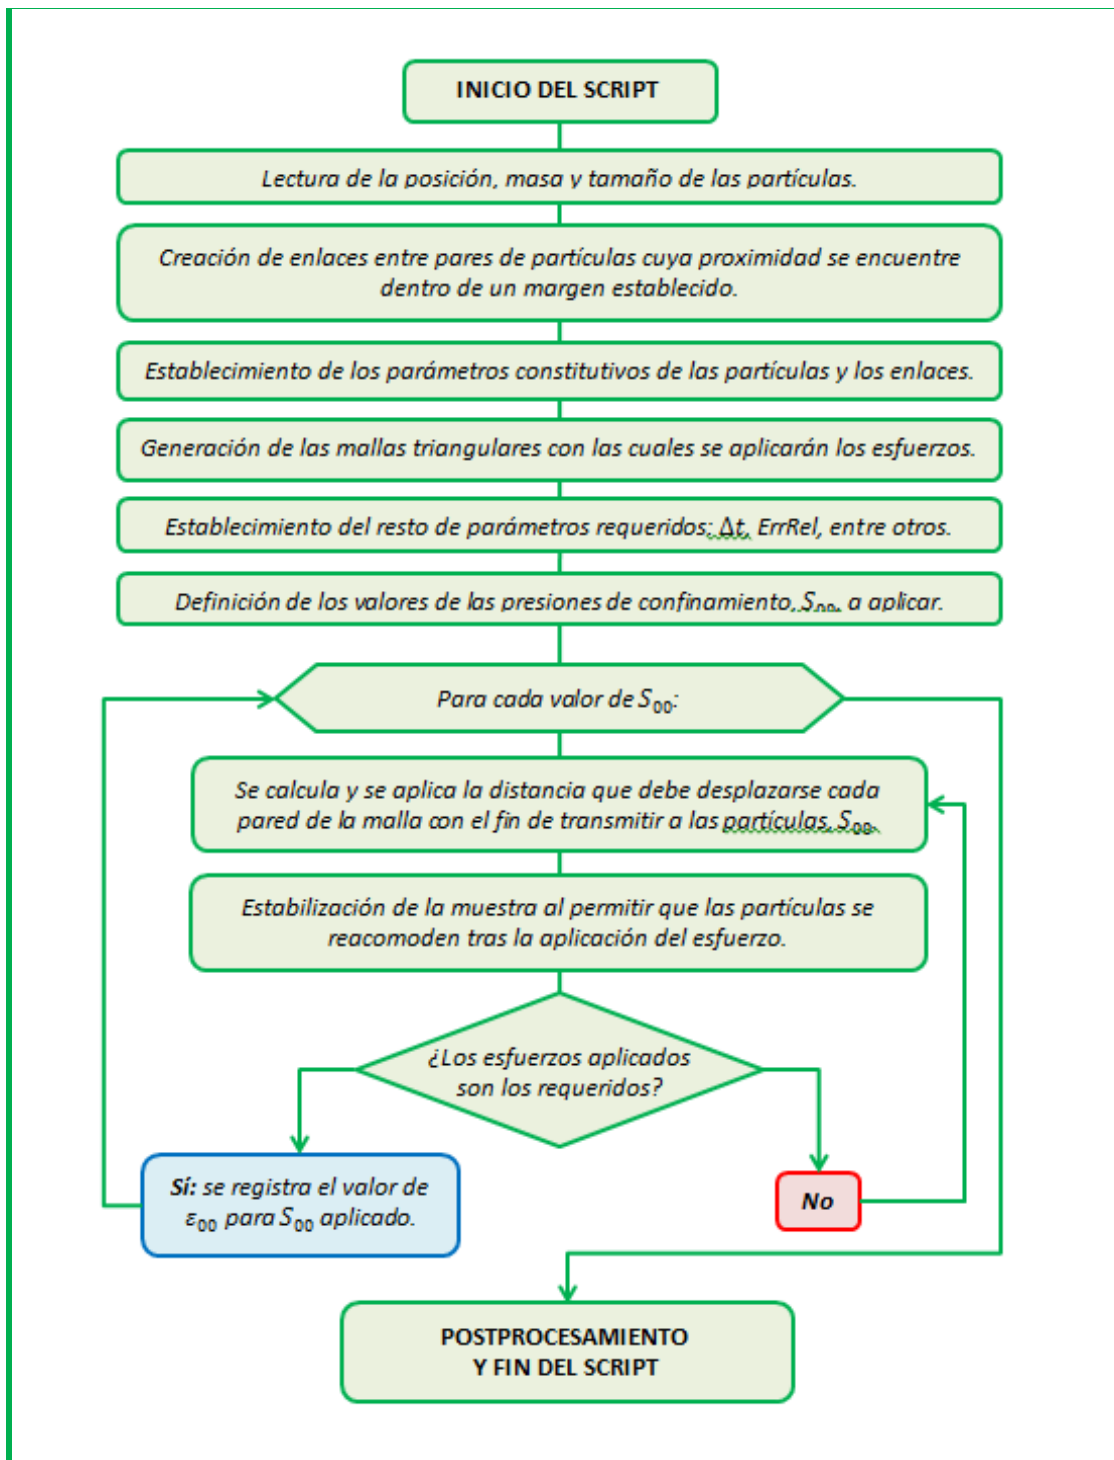 INICIO DEL SCRIPT
Lectura de la posición, masa y tamaño de las partículas.
Creación de enlaces entre pares de partículas cuya proximidad se encuentre
dentro de un margen establecido.
Establecimiento de los parámetros constitutivos de las partículas y los enlaces.
Generación de las mallas triangulares con las cuales se aplicarán los esfuerzos.
Establecimiento del resto de parámetros requeridos: Δt, ErrRel, entre otros.
Definición de los valores de las presiones de confinamiento, S₀₀, a aplicar.
Para cada valor de S₀₀:
Se calcula y se aplica la distancia que debe desplazarse cada
pared de la malla con el fin de transmitir a las partículas, S₀₀.
Estabilización de la muestra al permitir que las partículas se
reacomoden tras la aplicación del esfuerzo.
¿Los esfuerzos aplicados
son los requeridos?
Sí: se registra el valor de
ε₀₀ para S₀₀ aplicado.
No
POSTPROCESAMIENTO
Y FIN DEL SCRIPT